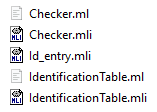 Checker.ml
Checker.mli
Id_entry.mli
IdentificationTable.ml
IdentificationTable.mli